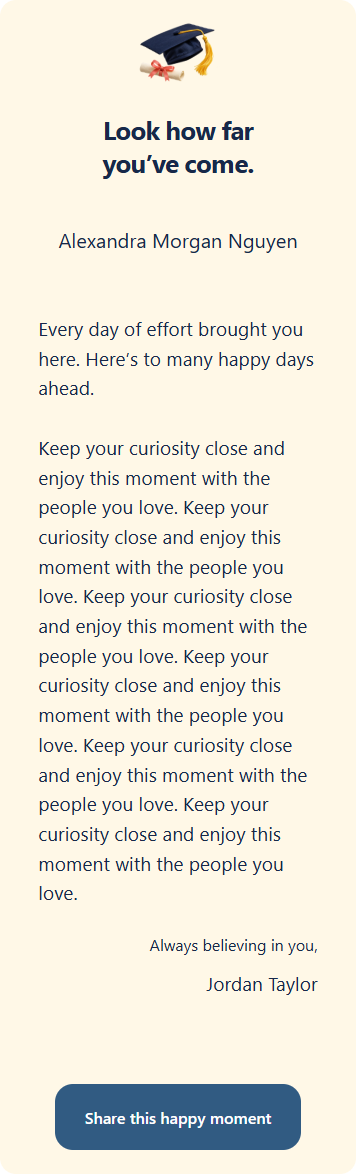 Look how far
you’ve come.
Alexandra Morgan Nguyen
Every day of effort brought you
here. Here’s to many happy days
ahead.
Keep your curiosity close and
enjoy this moment with the
people you love. Keep your
curiosity close and enjoy this
moment with the people you
love. Keep your curiosity close
and enjoy this moment with the
people you love. Keep your
curiosity close and enjoy this
moment with the people you
love. Keep your curiosity close
and enjoy this moment with the
people you love. Keep your
curiosity close and enjoy this
moment with the people you
love.
Always believing in you,
Jordan Taylor
Share this happy moment